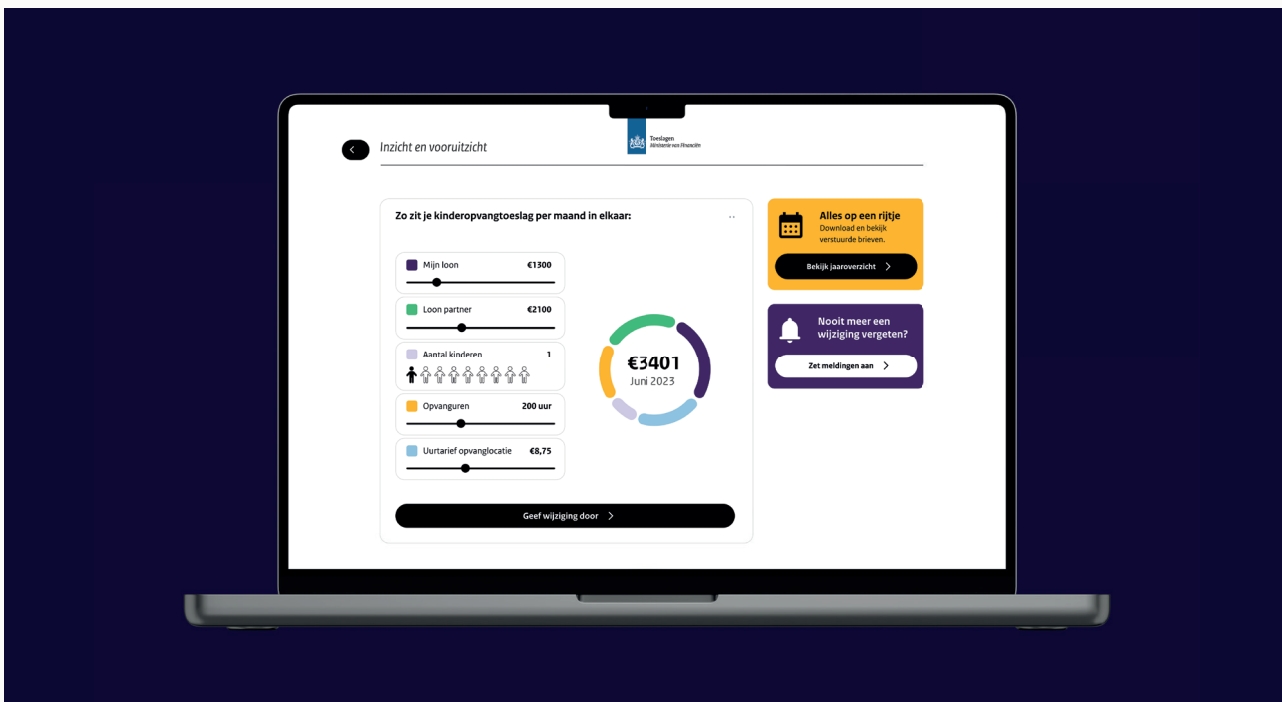 Inzicht en vooruitzicht
Toeslagen
Ministerie van Financiën
Zo zit je kinderopvangtoeslag per maand in elkaar:
Mijn loon €1300
Loon partner €2100
Aantal kinderen 1
Opvanguren 200 uur
Uurtarief opvanglocatie €8,75
€3401
Juni 2023
Geef wijziging door
Alles op een rijtje
Download en bekijk
verstuurde brieven.
Bekijk jaaroverzicht
Nooit meer een
wijziging vergeten?
Zet meldingen aan